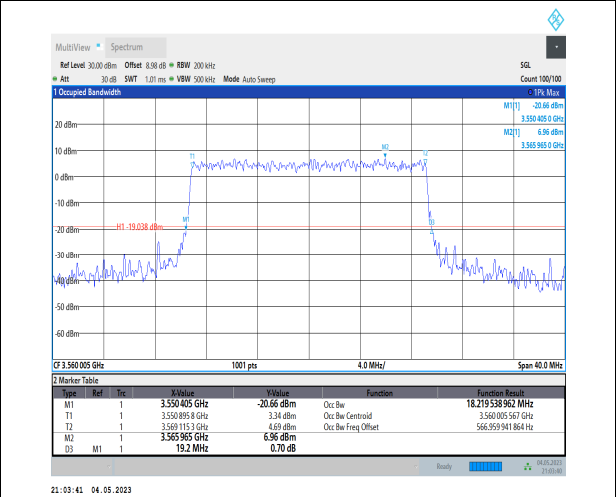 MultiView Spectrum
Ref Level 30.00 dBm Offset 8.98 dB RBW 200 kHz SGL
Att 30 dB SWT 1.01 ms VBW 500 kHz Mode Auto Sweep Count 100/100
1 Occupied Bandwidth 1Pk Max
M1[1] -20.66 dBm
3.550 405 0 GHz
M2[1] 6.96 dBm
3.565 965 0 GHz
20 dBm
10 dBm
M2
T1 T2
0 dBm
-10 dBm
M1
D3
-20 dBm
H1 -19.038 dBm
-30 dBm
-40 dBm
-50 dBm
-60 dBm
CF 3.560 005 GHz 1001 pts 4.0 MHz/ Span 40.0 MHz
2 Marker Table
Type Ref Trc X-Value Y-Value Function Function Result
M1 1 3.550 405 GHz -20.66 dBm Occ Bw 18.219 538 962 MHz
T1 1 3.550 895 8 GHz 3.34 dBm Occ Bw Centroid 3.560 005 567 GHz
T2 1 3.569 115 3 GHz 4.69 dBm Occ Bw Freq Offset 566.959 941 864 Hz
M2 1 3.565 965 GHz 6.96 dBm
D3 M1 1 19.2 MHz 0.70 dB
Ready 04.05.2023
21:03:40
21:03:41 04.05.2023